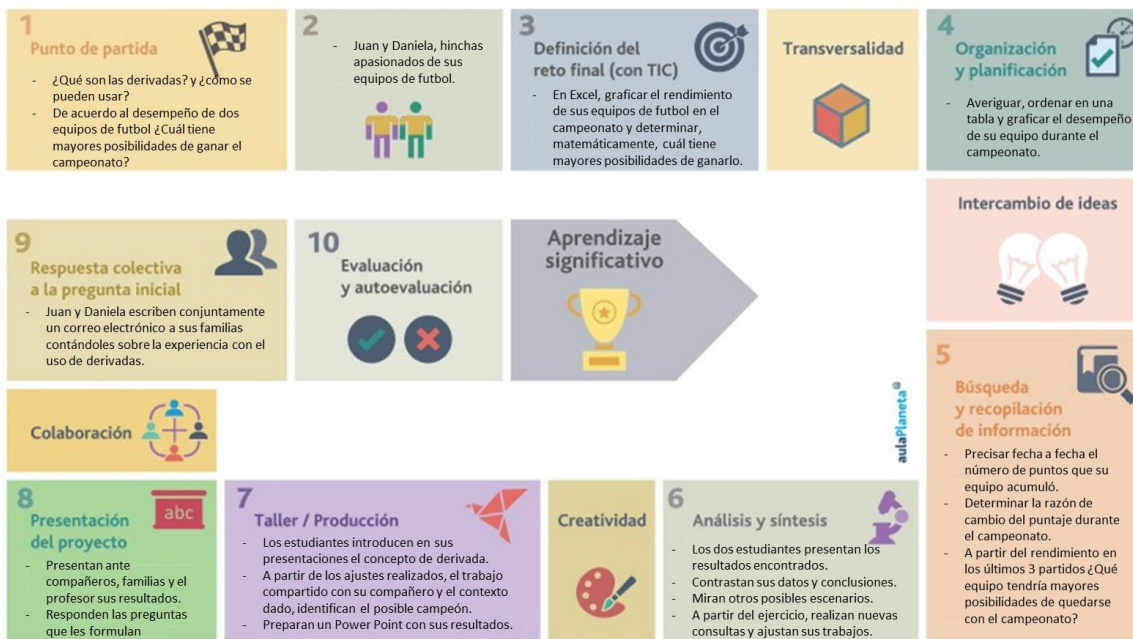 1
Punto de partida
- ¿Qué son las derivadas? y ¿cómo se
pueden usar?
- De acuerdo al desempeño de dos
equipos de futbol ¿Cuál tiene
mayores posibilidades de ganar el
campeonato?
2
- Juan y Daniela, hinchas
apasionados de sus
equipos de futbol.
3
Definición del
reto final (con TIC)
- En Excel, graficar el rendimiento
de sus equipos de futbol en el
campeonato y determinar,
matemáticamente, cuál tiene
mayores posibilidades de ganarlo.
Transversalidad
4
Organización
y planificación
- Averiguar, ordenar en una
tabla y graficar el desempeño
de su equipo durante el
campeonato.
Intercambio de ideas
5
Búsqueda
y recopilación
de información
- Precisar fecha a fecha el
número de puntos que su
equipo acumuló.
- Determinar la razón de
cambio del puntaje durante
el campeonato.
- A partir del rendimiento en
los últimos 3 partidos ¿Qué
equipo tendría mayores
posibilidades de quedarse
con el campeonato?
6
Análisis y síntesis
- Los dos estudiantes presentan los
resultados encontrados.
- Contrastan sus datos y conclusiones.
- Miran otros posibles escenarios.
- A partir del ejercicio, realizan nuevas
consultas y ajustan sus trabajos.
Creatividad
7
Taller / Producción
- Los estudiantes introducen en sus
presentaciones el concepto de derivada.
- A partir de los ajustes realizados, el trabajo
compartido con su compañero y el contexto
dado, identifican el posible campeón.
- Preparan un Power Point con sus resultados.
8
abc
Presentación
del proyecto
- Presentan ante
compañeros, familias y el
profesor sus resultados.
- Responden las preguntas
que les formulan
Colaboración
9
Respuesta colectiva
a la pregunta inicial
- Juan y Daniela escriben conjuntamente
un correo electrónico a sus familias
contándoles sobre la experiencia con el
uso de derivadas.
10
Evaluación
y autoevaluación
Aprendizaje
significativo
aulaPlaneta